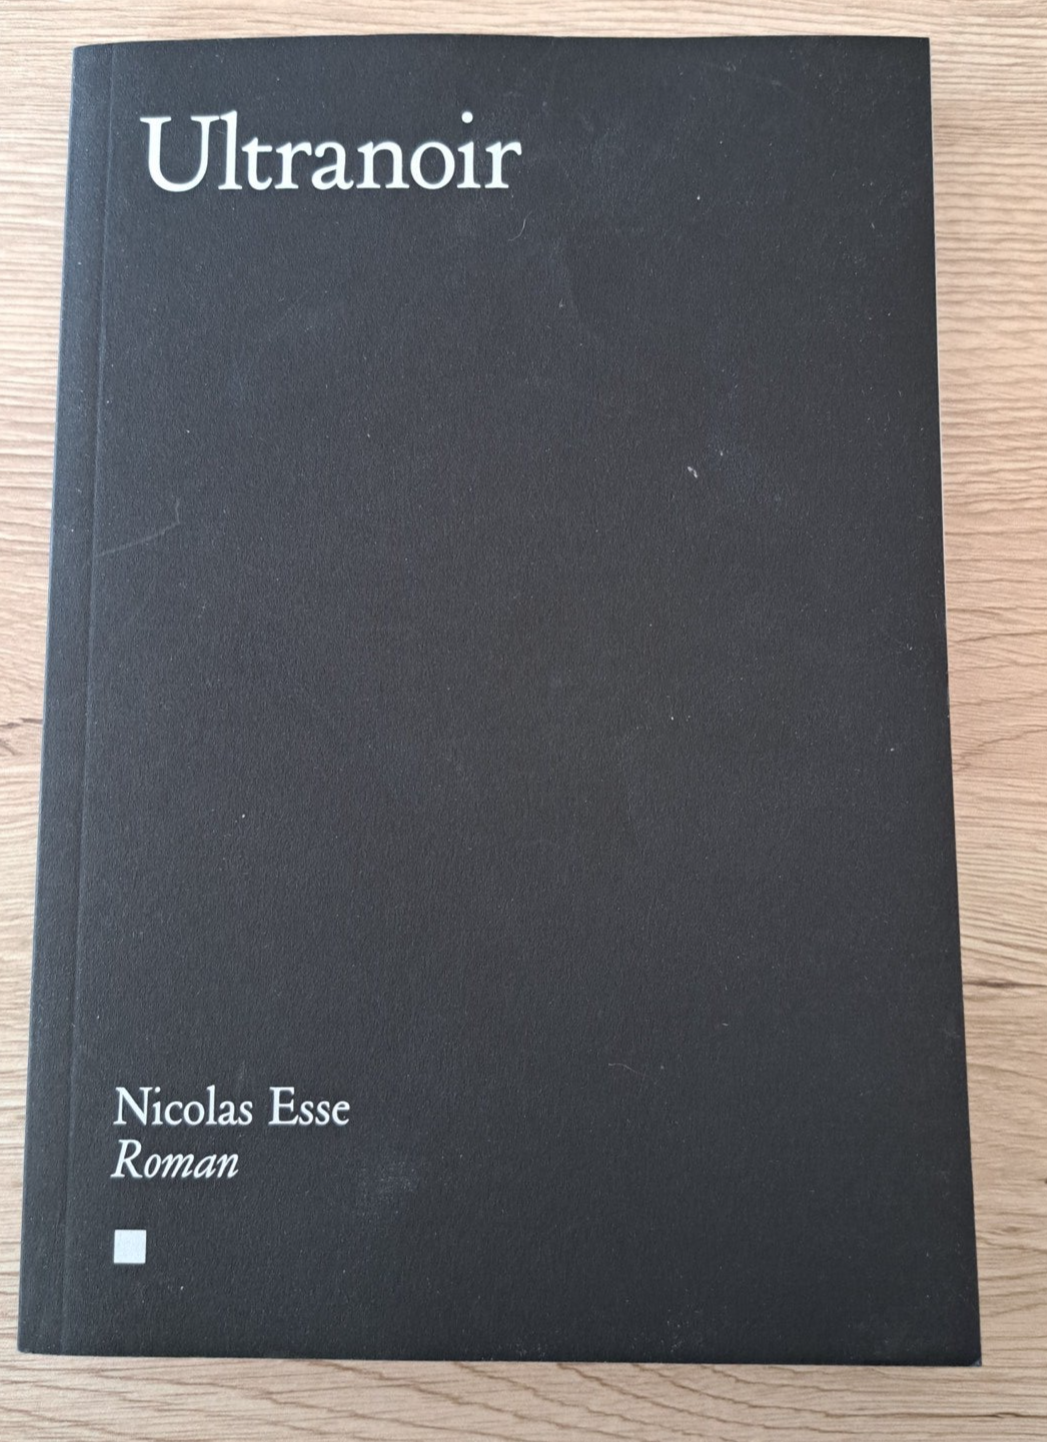 Ultranoir
Nicolas Esse
Roman